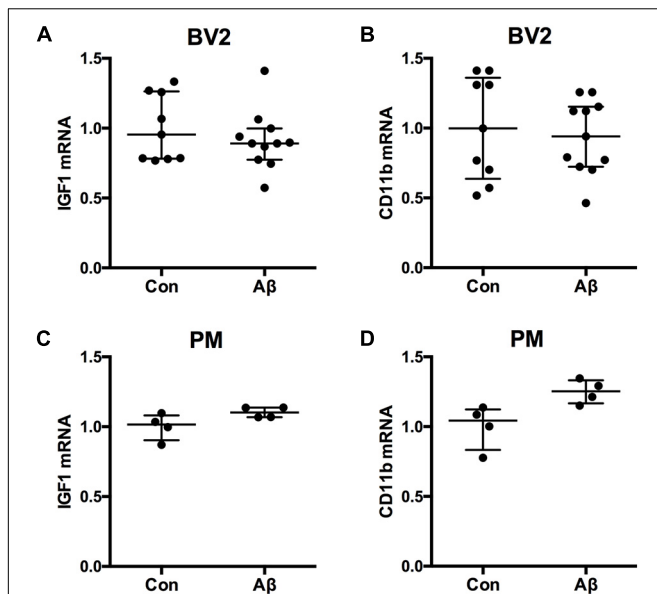 A
BV2
1.5
1.0
0.5
0.0
IGF1 mRNA
Con
Aβ
B
BV2
1.5
1.0
0.5
0.0
CD11b mRNA
Con
Aβ
C
PM
1.5
1.0
0.5
0.0
IGF1 mRNA
Con
Aβ
D
PM
1.5
1.0
0.5
0.0
CD11b mRNA
Con
Aβ